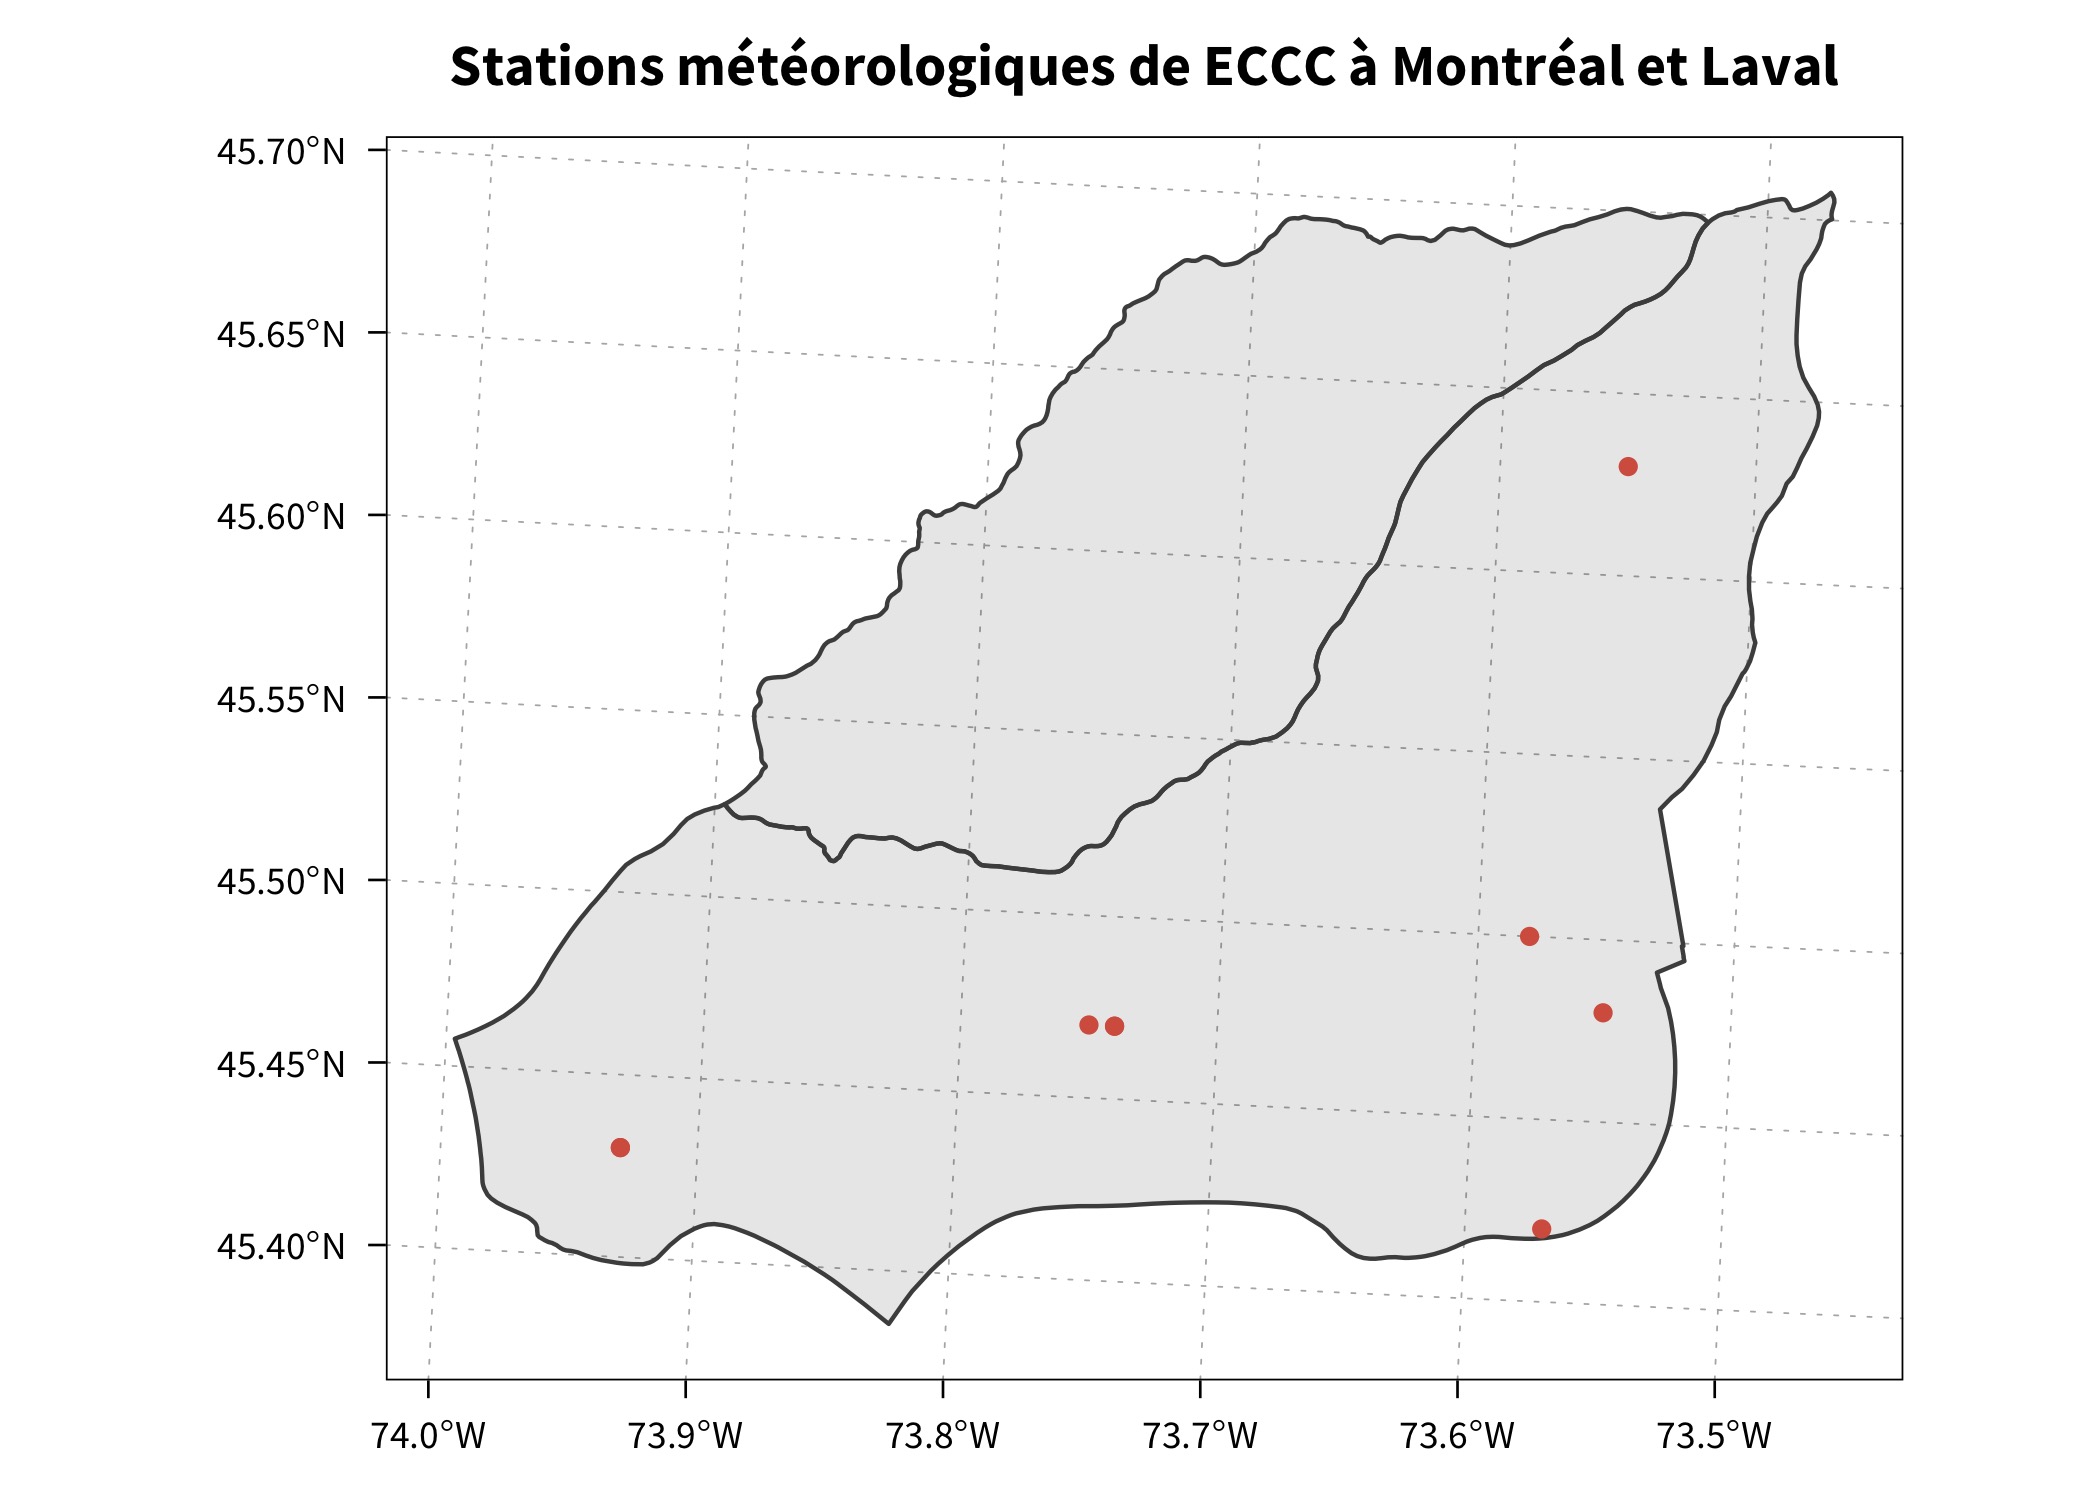 Stations météorologiques de ECCC à Montréal et Laval
45.70°N
45.65°N
45.60°N
45.55°N
45.50°N
45.45°N
45.40°N
74.0°W 73.9°W 73.8°W 73.7°W 73.6°W 73.5°W